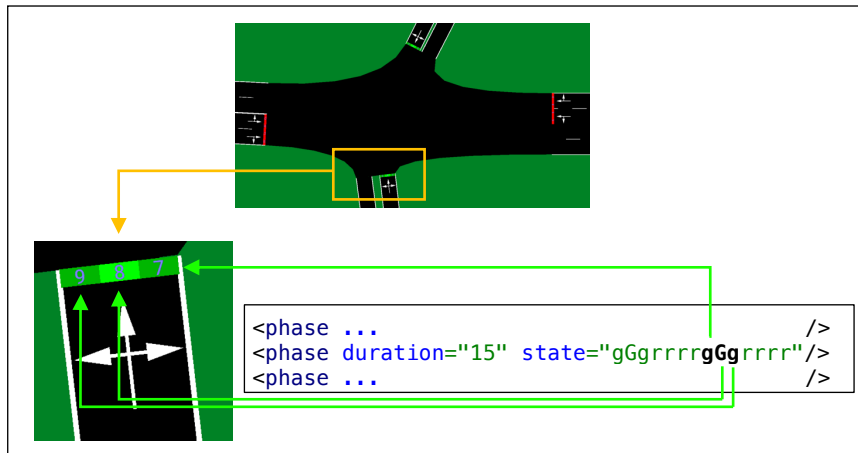 9 8 7
<phase ... />
<phase duration="15" state="gGgrrrrgGgrrrr"/>
<phase ... />